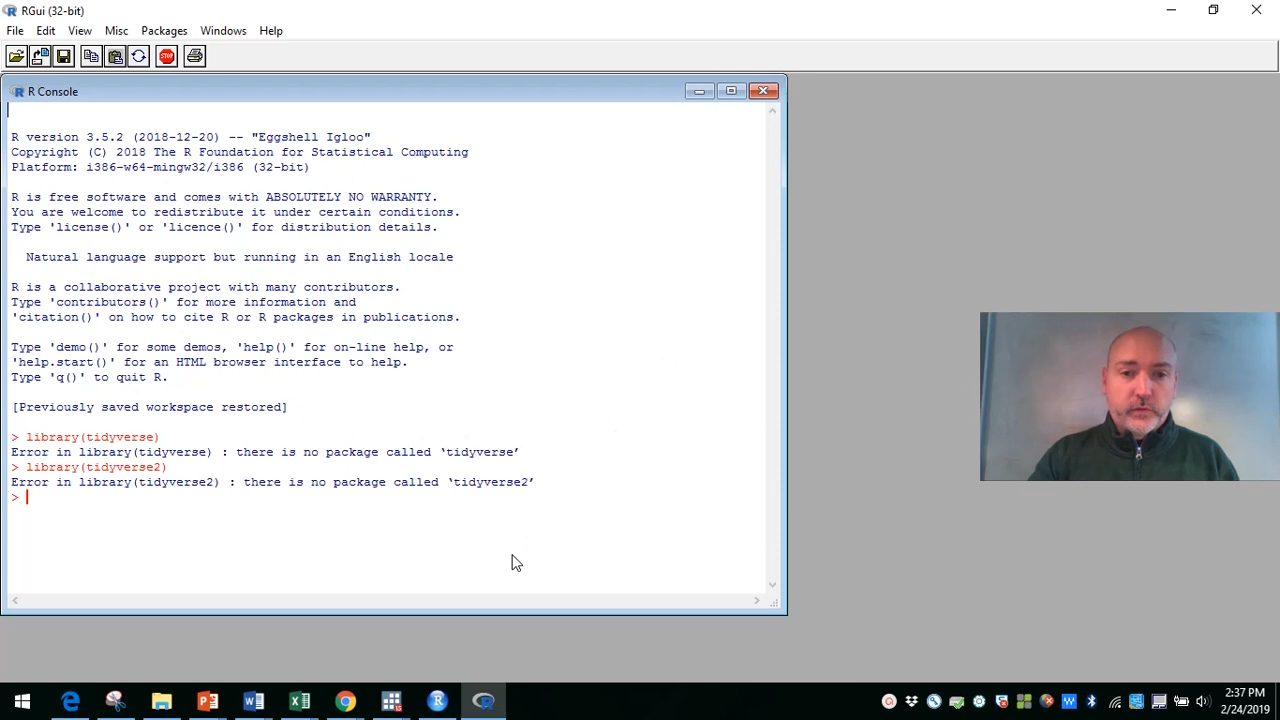 RGui (32-bit)
File Edit View Misc Packages Windows Help
STOP
R Console
R version 3.5.2 (2018-12-20) -- "Eggshell Igloo"
Copyright (C) 2018 The R Foundation for Statistical Computing
Platform: i386-w64-mingw32/i386 (32-bit)
R is free software and comes with ABSOLUTELY NO WARRANTY.
You are welcome to redistribute it under certain conditions.
Type 'license()' or 'licence()' for distribution details.
Natural language support but running in an English locale
R is a collaborative project with many contributors.
Type 'contributors()' for more information and
'citation()' on how to cite R or R packages in publications.
Type 'demo()' for some demos, 'help()' for on-line help, or
'help.start()' for an HTML browser interface to help.
Type 'q()' to quit R.
[Previously saved workspace restored]
> library(tidyverse)
Error in library(tidyverse) : there is no package called ‘tidyverse’
> library(tidyverse2)
Error in library(tidyverse2) : there is no package called ‘tidyverse2’
>
2:37 PM
2/24/2019